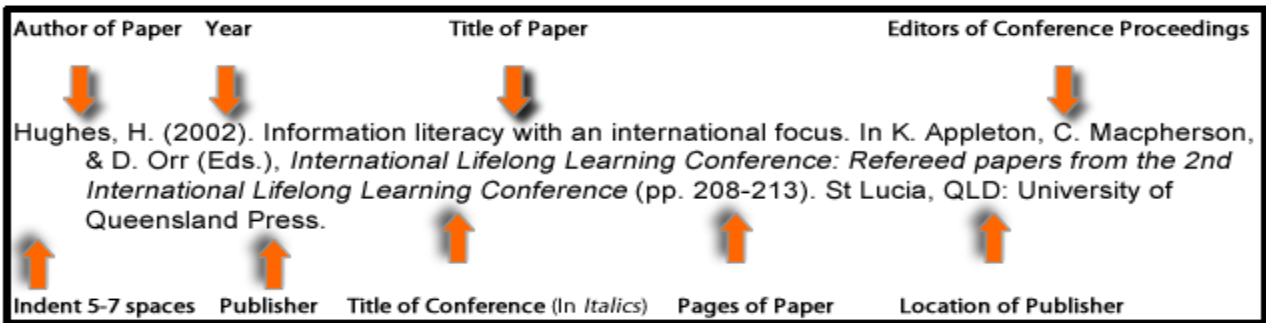 Author of Paper Year Title of Paper Editors of Conference Proceedings
Hughes, H. (2002). Information literacy with an international focus. In K. Appleton, C. Macpherson,
& D. Orr (Eds.), International Lifelong Learning Conference: Refereed papers from the 2nd
International Lifelong Learning Conference (pp. 208-213). St Lucia, QLD: University of
Queensland Press.
Indent 5-7 spaces Publisher Title of Conference (In Italics) Pages of Paper Location of Publisher